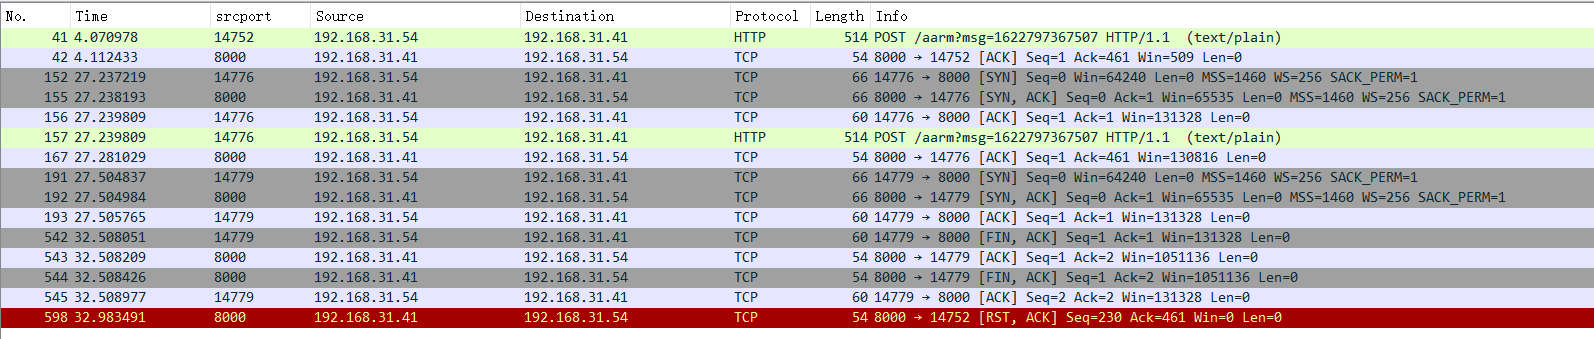 No. Time srcport Source Destination Protocol Length Info
41 4.070978 14752 192.168.31.54 192.168.31.41 HTTP 514 POST /aarm?msg=1622797367507 HTTP/1.1 (text/plain)
42 4.112433 8000 192.168.31.41 192.168.31.54 TCP 54 8000 → 14752 [ACK] Seq=1 Ack=461 Win=509 Len=0
152 27.237219 14776 192.168.31.54 192.168.31.41 TCP 66 14776 → 8000 [SYN] Seq=0 Win=64240 Len=0 MSS=1460 WS=256 SACK_PERM=1
155 27.238193 8000 192.168.31.41 192.168.31.54 TCP 66 8000 → 14776 [SYN, ACK] Seq=0 Ack=1 Win=65535 Len=0 MSS=1460 WS=256 SACK_PERM=1
156 27.239809 14776 192.168.31.54 192.168.31.41 TCP 60 14776 → 8000 [ACK] Seq=1 Ack=1 Win=131328 Len=0
157 27.239809 14776 192.168.31.54 192.168.31.41 HTTP 514 POST /aarm?msg=1622797367507 HTTP/1.1 (text/plain)
167 27.281029 8000 192.168.31.41 192.168.31.54 TCP 54 8000 → 14776 [ACK] Seq=1 Ack=461 Win=130816 Len=0
191 27.504837 14779 192.168.31.54 192.168.31.41 TCP 66 14779 → 8000 [SYN] Seq=0 Win=64240 Len=0 MSS=1460 WS=256 SACK_PERM=1
192 27.504984 8000 192.168.31.41 192.168.31.54 TCP 66 8000 → 14779 [SYN, ACK] Seq=0 Ack=1 Win=65535 Len=0 MSS=1460 WS=256 SACK_PERM=1
193 27.505765 14779 192.168.31.54 192.168.31.41 TCP 60 14779 → 8000 [ACK] Seq=1 Ack=1 Win=131328 Len=0
542 32.508051 14779 192.168.31.54 192.168.31.41 TCP 60 14779 → 8000 [FIN, ACK] Seq=1 Ack=1 Win=131328 Len=0
543 32.508209 8000 192.168.31.41 192.168.31.54 TCP 54 8000 → 14779 [ACK] Seq=1 Ack=2 Win=1051136 Len=0
544 32.508426 8000 192.168.31.41 192.168.31.54 TCP 54 8000 → 14779 [FIN, ACK] Seq=1 Ack=2 Win=1051136 Len=0
545 32.508977 14779 192.168.31.54 192.168.31.41 TCP 60 14779 → 8000 [ACK] Seq=2 Ack=2 Win=131328 Len=0
598 32.983491 8000 192.168.31.41 192.168.31.54 TCP 54 8000 → 14752 [RST, ACK] Seq=230 Ack=461 Win=0 Len=0